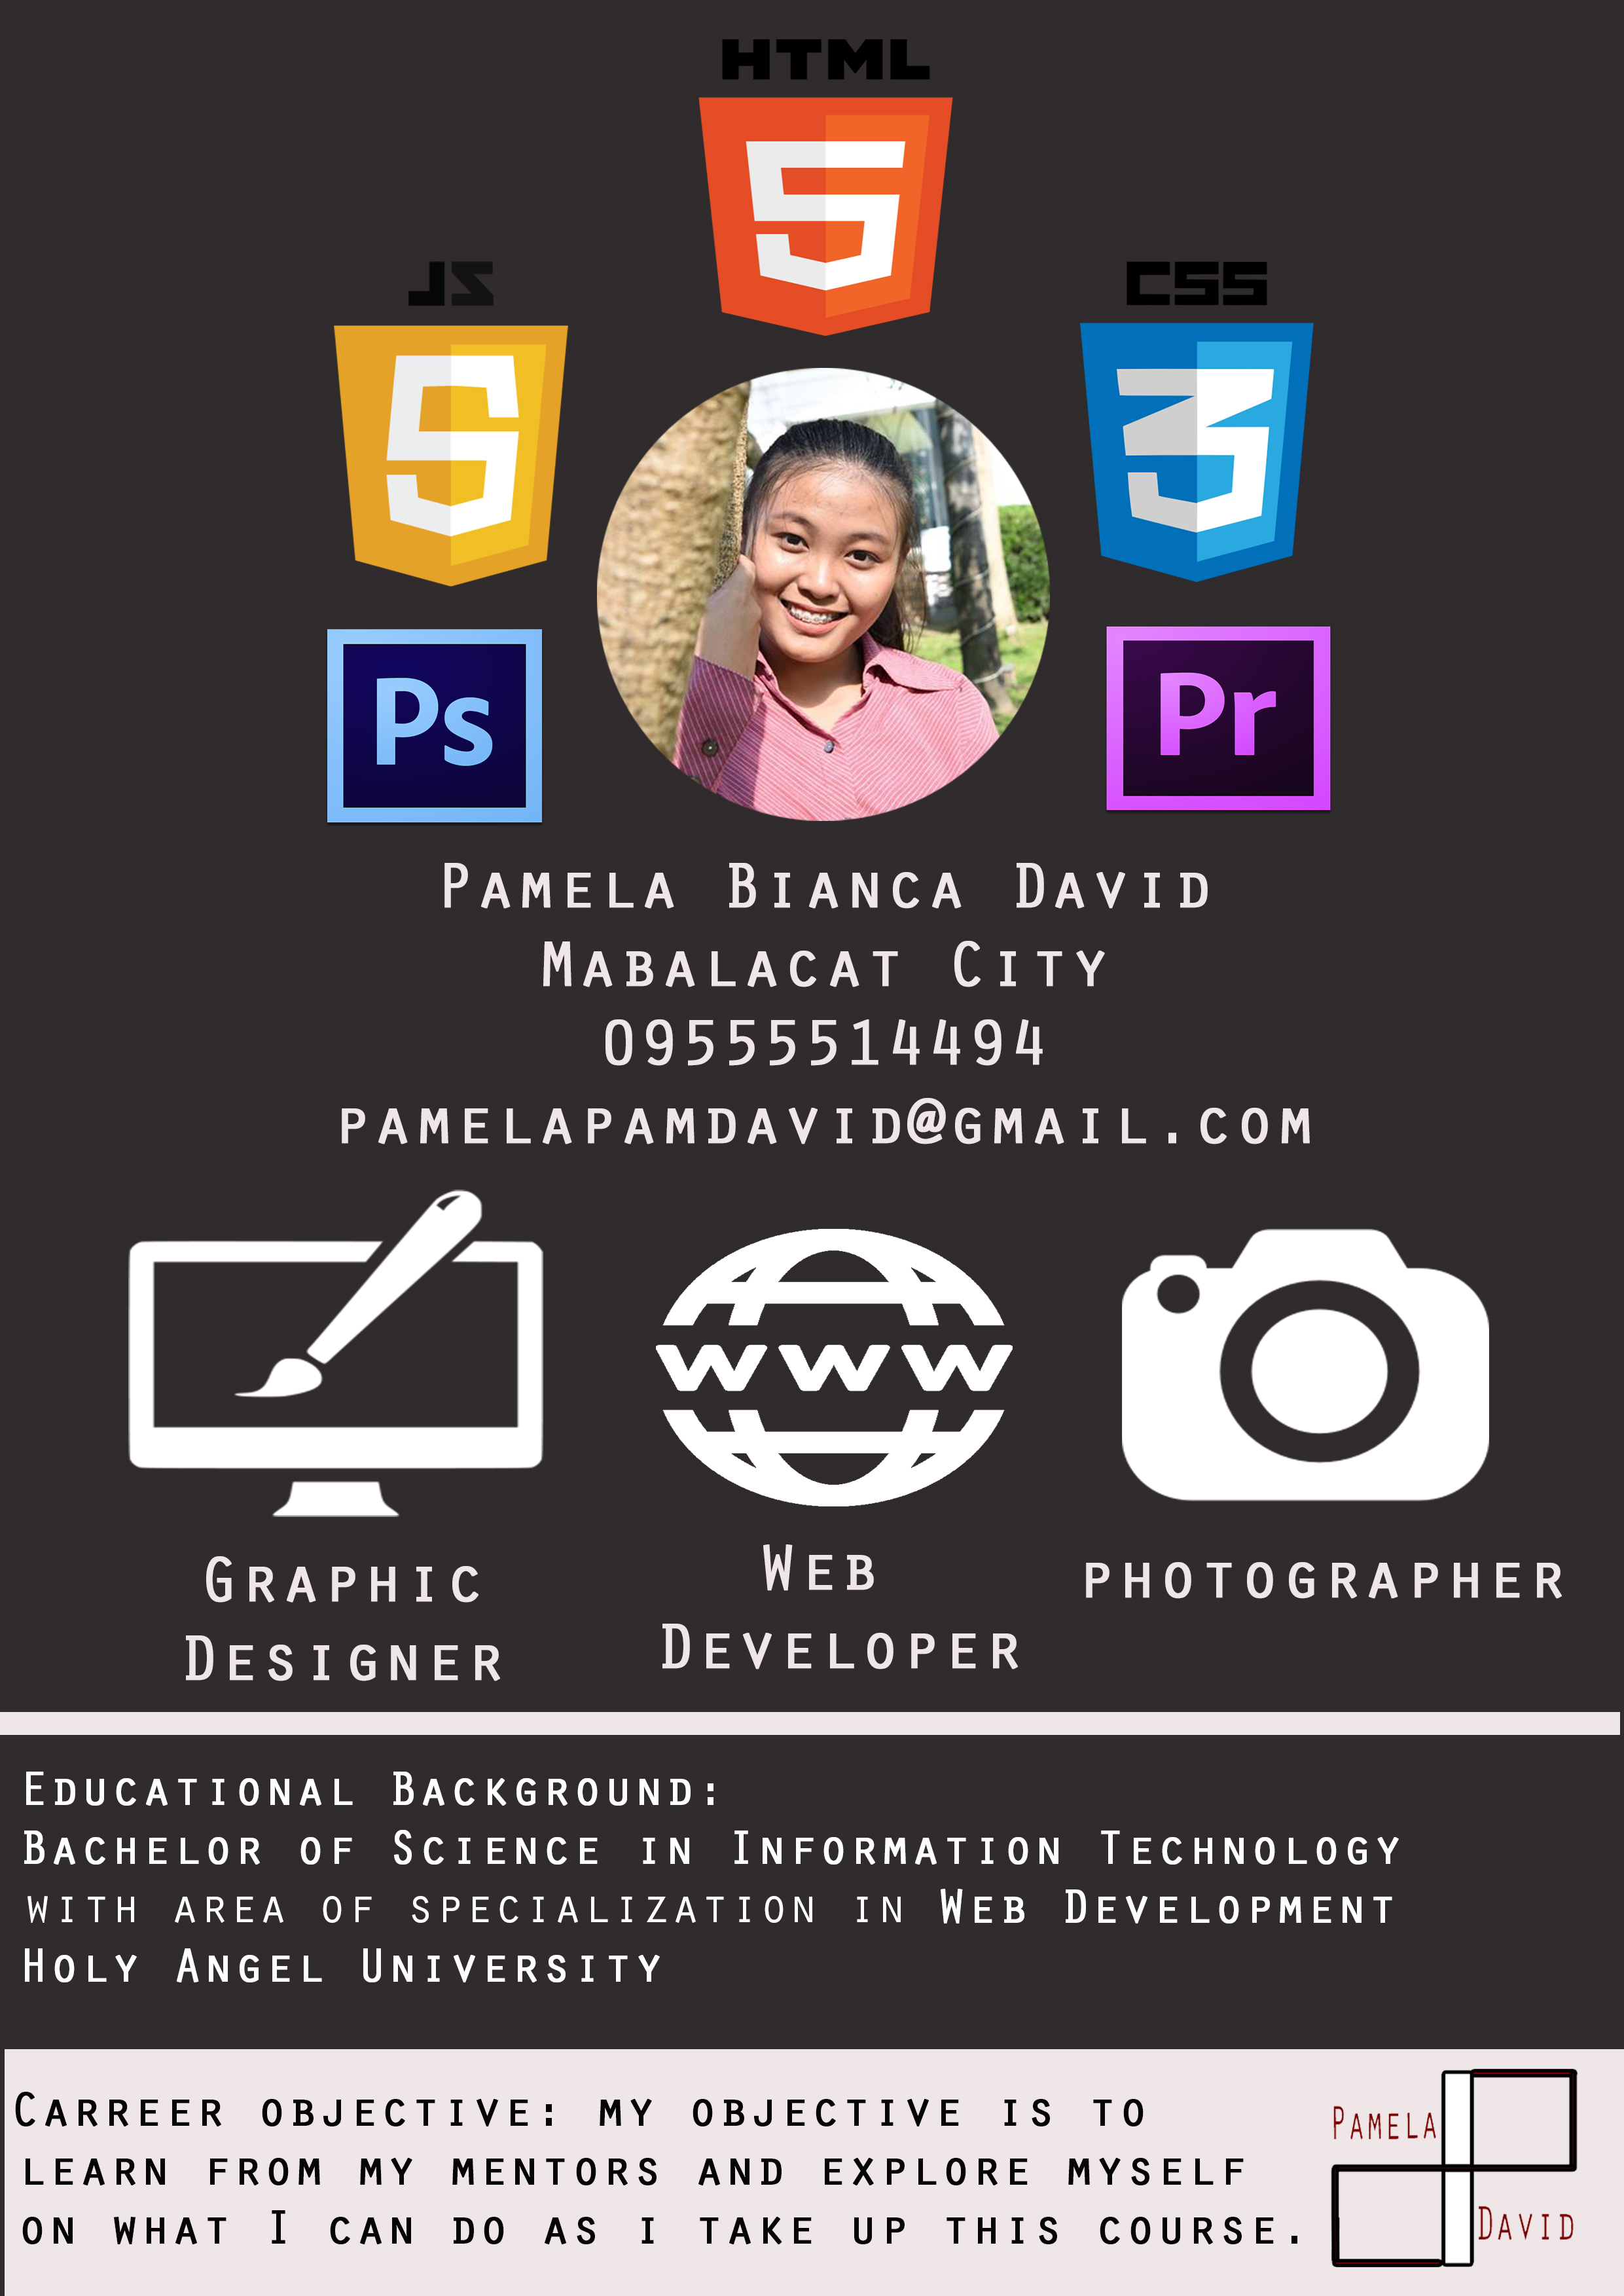 HTML
5
JS
CSS
5
3
Ps
Pr
Pamela Bianca David
Mabalacat City
09555514494
pamelapamdavid@gmail.com
www
Graphic
Designer
Web
Developer
photographer
Educational Background:
Bachelor of Science in Information Technology
with area of specialization in Web Development
Holy Angel University
Carreer objective: my objective is to
learn from my mentors and explore myself
on what I can do as i take up this course.
Pamela
David